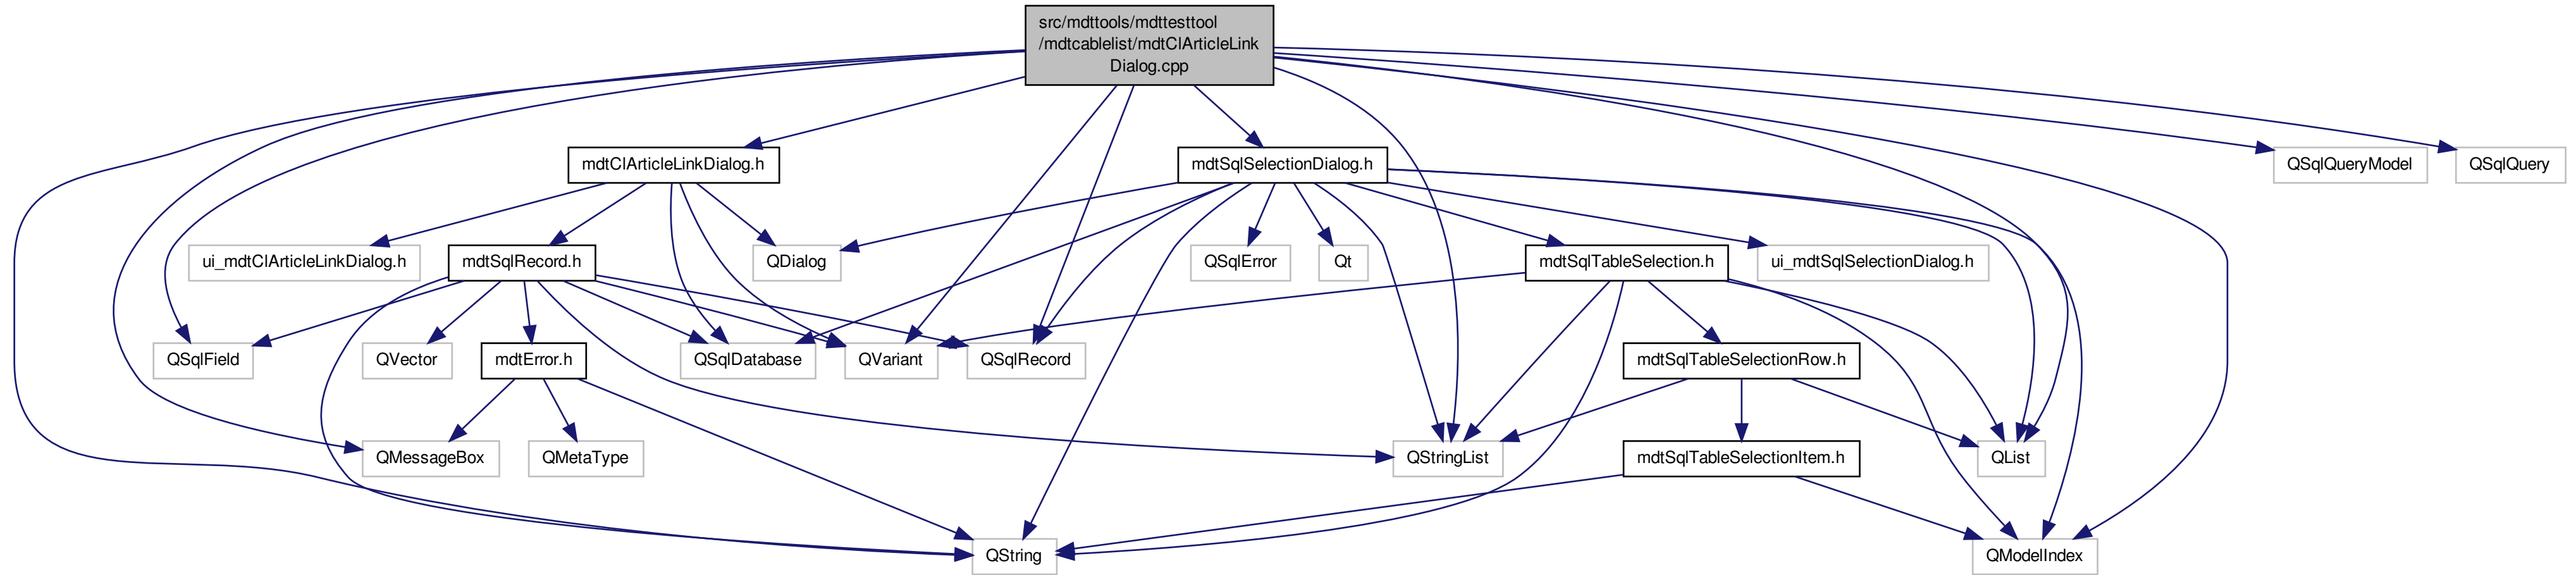 src/mdttools/mdttesttool
/mdtcablelist/mdtClArticleLink
Dialog.cpp
mdtClArticleLinkDialog.h
mdtSqlSelectionDialog.h
QSqlQueryModel
QSqlQuery
ui_mdtClArticleLinkDialog.h
mdtSqlRecord.h
QDialog
QSqlError
Qt
mdtSqlTableSelection.h
ui_mdtSqlSelectionDialog.h
QSqlField
QVector
mdtError.h
QSqlDatabase
QVariant
QSqlRecord
mdtSqlTableSelectionRow.h
QMessageBox
QMetaType
QStringList
mdtSqlTableSelectionItem.h
QList
QString
QModelIndex